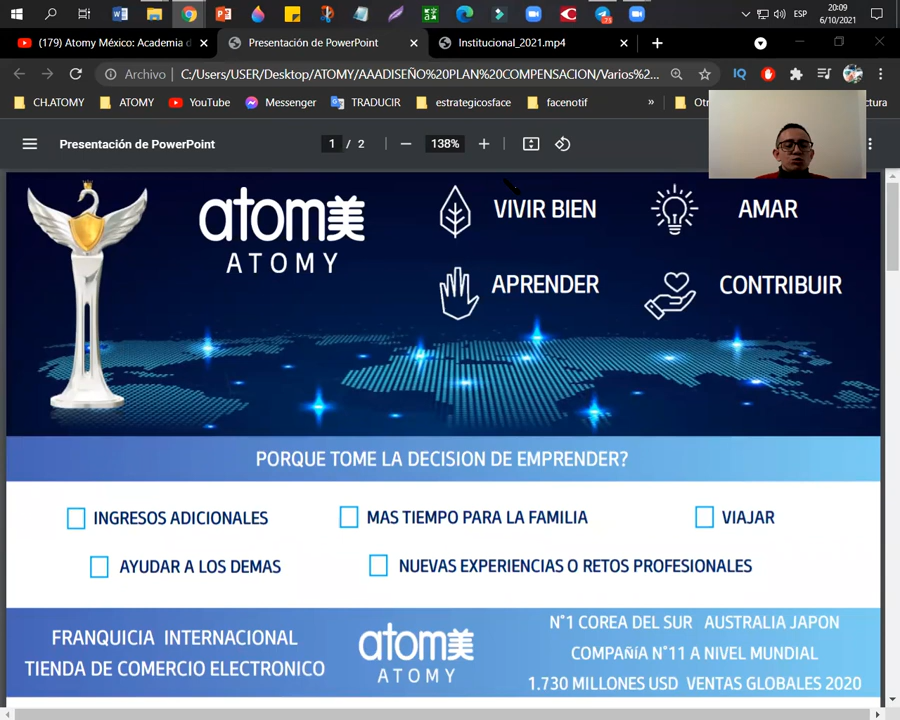 20:09
ESP
6/10/2021
(179) Atomy México: Academia d
Presentación de PowerPoint
Institucional_2021.mp4
Archivo
C:/Users/USER/Desktop/ATOMY/AAADISEÑO%20PLAN%20COMPENSACION/Varios%2...
IQ
CH.ATOMY
ATOMY
YouTube
Messenger
TRADUCIR
estrategicosface
facenotif
»
Otr
ctura
Presentación de PowerPoint
1 / 2
138%
atom美
ATOMY
VIVIR BIEN
AMAR
APRENDER
CONTRIBUIR
PORQUE TOME LA DECISION DE EMPRENDER?
INGRESOS ADICIONALES
MAS TIEMPO PARA LA FAMILIA
VIAJAR
AYUDAR A LOS DEMAS
NUEVAS EXPERIENCIAS O RETOS PROFESIONALES
FRANQUICIA INTERNACIONAL
TIENDA DE COMERCIO ELECTRONICO
atom美
ATOMY
N°1 COREA DEL SUR AUSTRALIA JAPON
COMPAÑíA N°11 A NIVEL MUNDIAL
1.730 MILLONES USD VENTAS GLOBALES 2020